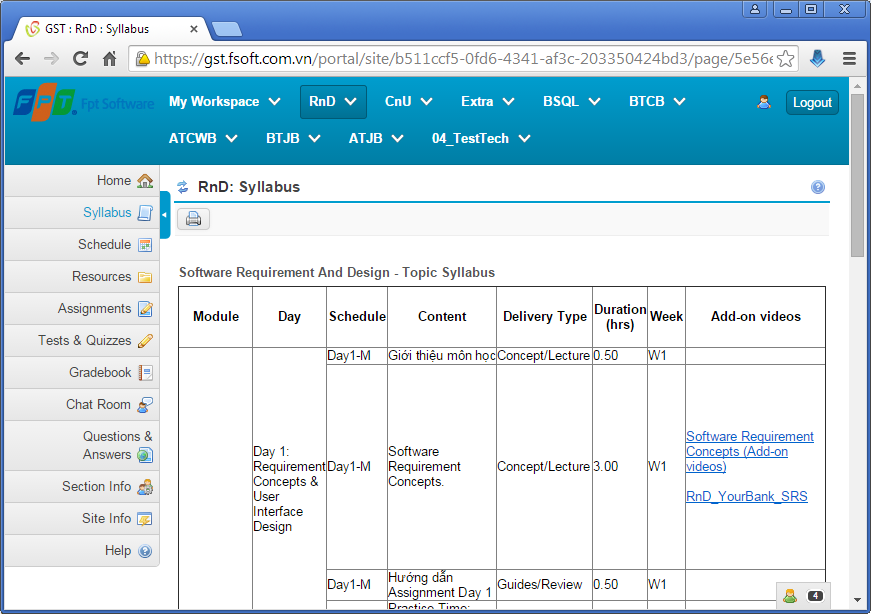 GST : RnD : Syllabus
https://gst.fsoft.com.vn/portal/site/b511ccf5-0fd6-4341-af3c-203350424bd3/page/5e56e
FPT Fpt Software
My Workspace RnD CnU Extra BSQL BTCB Logout
ATCWB BTJB ATJB 04_TestTech
Home
Syllabus
Schedule
Resources
Assignments
Tests & Quizzes
Gradebook
Chat Room
Questions &
Answers
Section Info
Site Info
Help
RnD: Syllabus
Software Requirement And Design - Topic Syllabus
Module Day Schedule Content Delivery Type Duration (hrs) Week Add-on videos
Day1-M Giới thiệu môn học Concept/Lecture 0.50 W1
Day 1:
Requirement
Concepts &
User
Interface
Design
Day1-M
Software
Requirement
Concepts.
Concept/Lecture 3.00 W1
Software Requirement
Concepts (Add-on
videos)
RnD_YourBank_SRS
Day1-M
Hướng dẫn
Assignment Day 1
Guides/Review 0.50 W1
Practice Time:
4